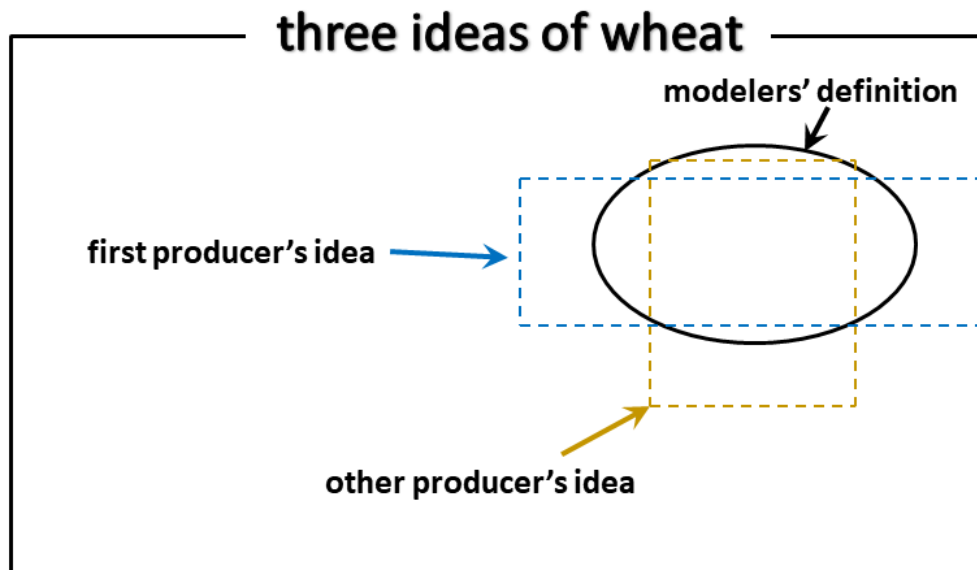 three ideas of wheat
modelers’ definition
first producer’s idea
other producer’s idea